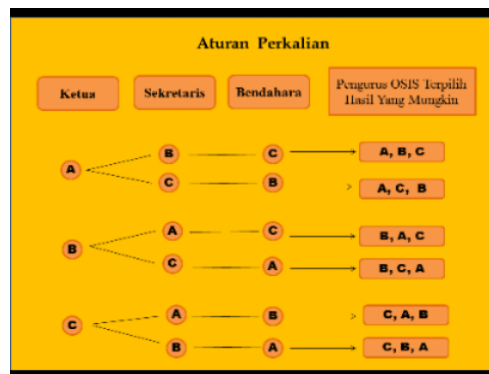 Aturan Perkalian
Ketua
Sekretaris
Bendahara
Pengurus OSIS Terpilih
Hasil Yang Mungkin
A
B
C
A, B, C
C
B
A, C, B
B
A
C
B, A, C
C
A
B, C, A
C
A
B
C, A, B
B
A
C, B, A